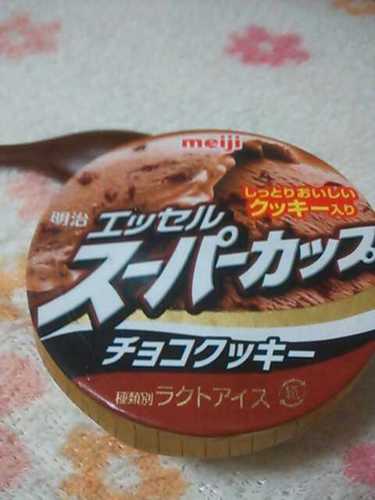 meiji
しっとりおいしい
クッキー入り
明治 エッセル
スーパーカップ
チョコクッキー
種類別 ラクトアイス
紙